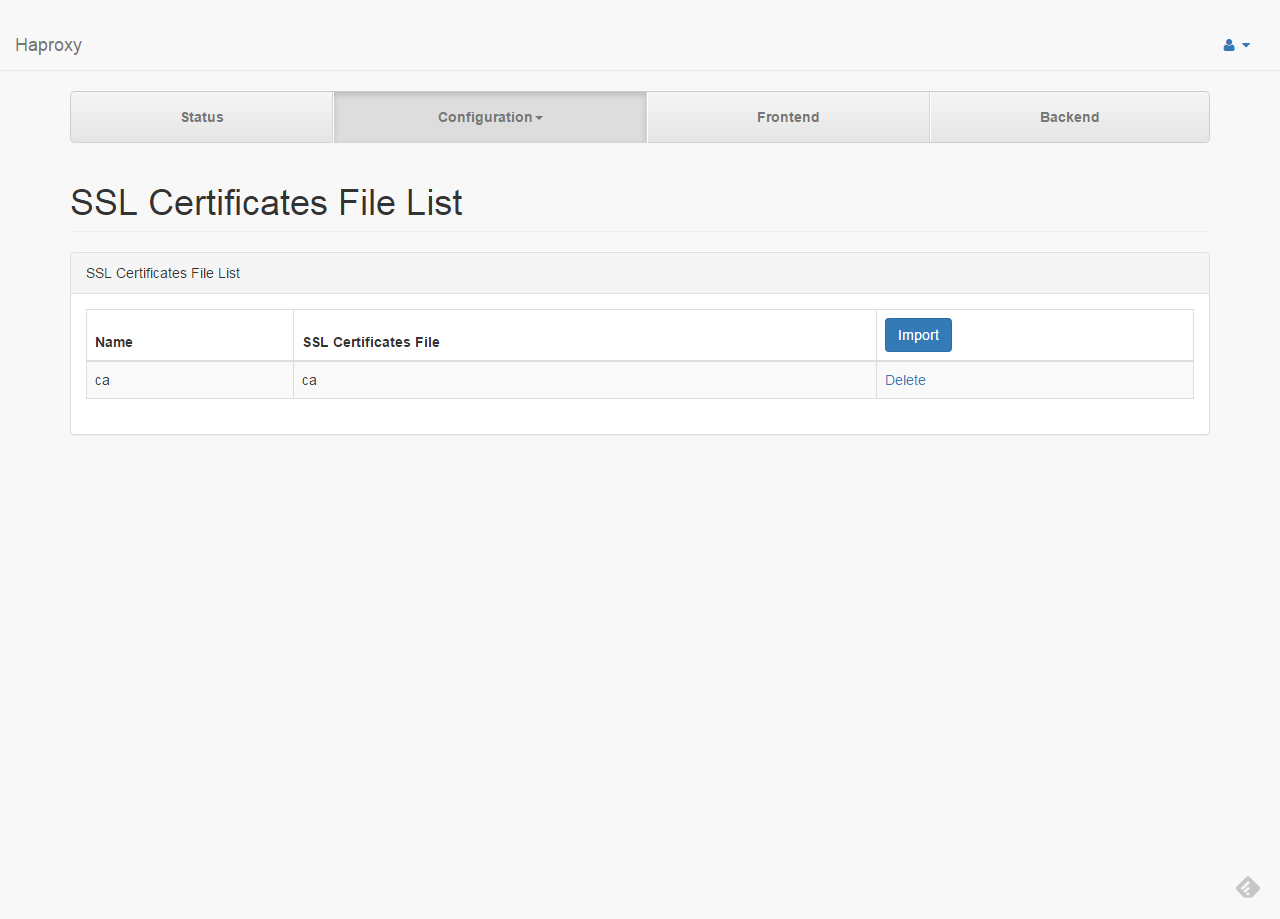 Haproxy
Status Configuration Frontend Backend
SSL Certificates File List
SSL Certificates File List
Name SSL Certificates File Import
ca ca Delete